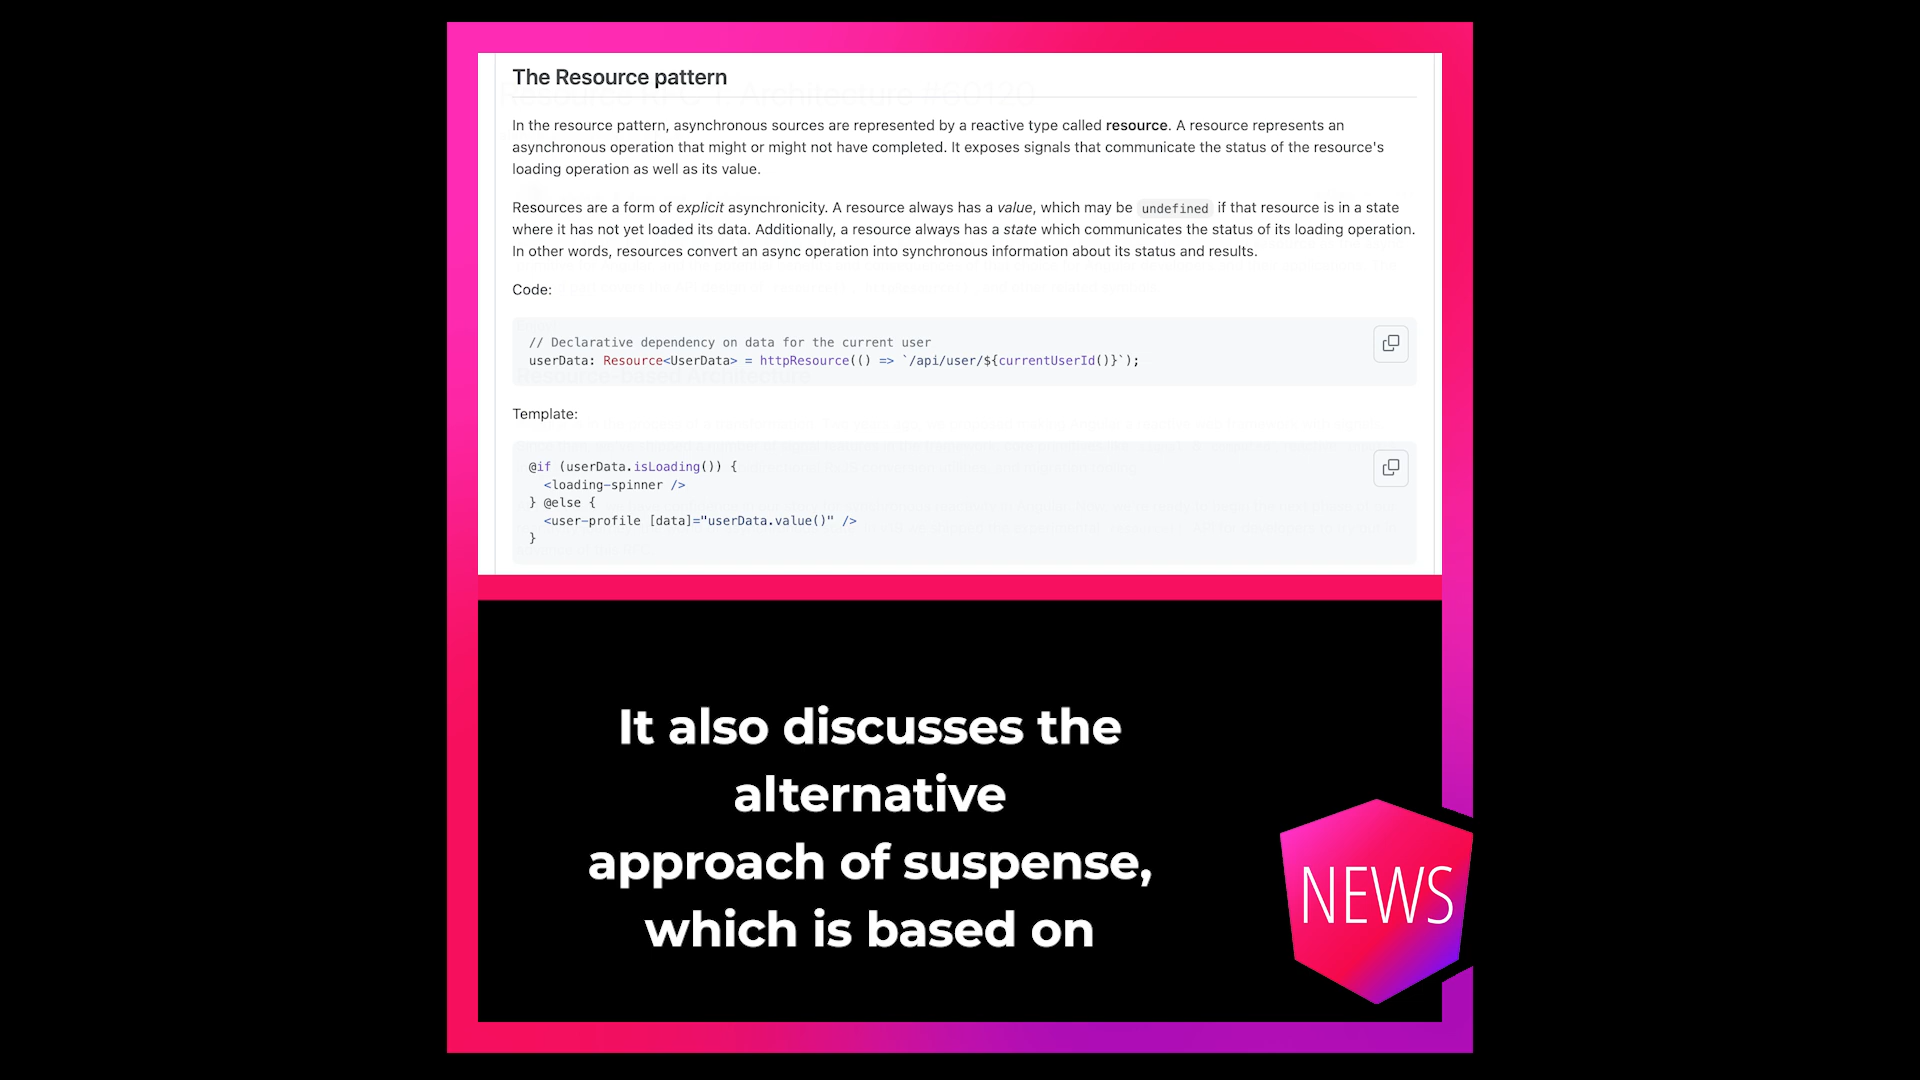 The Resource pattern
In the resource pattern, asynchronous sources are represented by a reactive type called resource. A resource represents an
asynchronous operation that might or might not have completed. It exposes signals that communicate the status of the resource's
loading operation as well as its value.
Resources are a form of explicit asynchronicity. A resource always has a value, which may be undefined if that resource is in a state
where it has not yet loaded its data. Additionally, a resource always has a state which communicates the status of its loading operation.
In other words, resources convert an async operation into synchronous information about its status and results.
Code:
// Declarative dependency on data for the current user
userData: Resource<UserData> = httpResource(() => `/api/user/${currentUserId()}`);
Template:
@if (userData.isLoading()) {
<loading-spinner />
} @else {
<user-profile [data]="userData.value()" />
}
It also discusses the
alternative
approach of suspense,
which is based on
NEWS